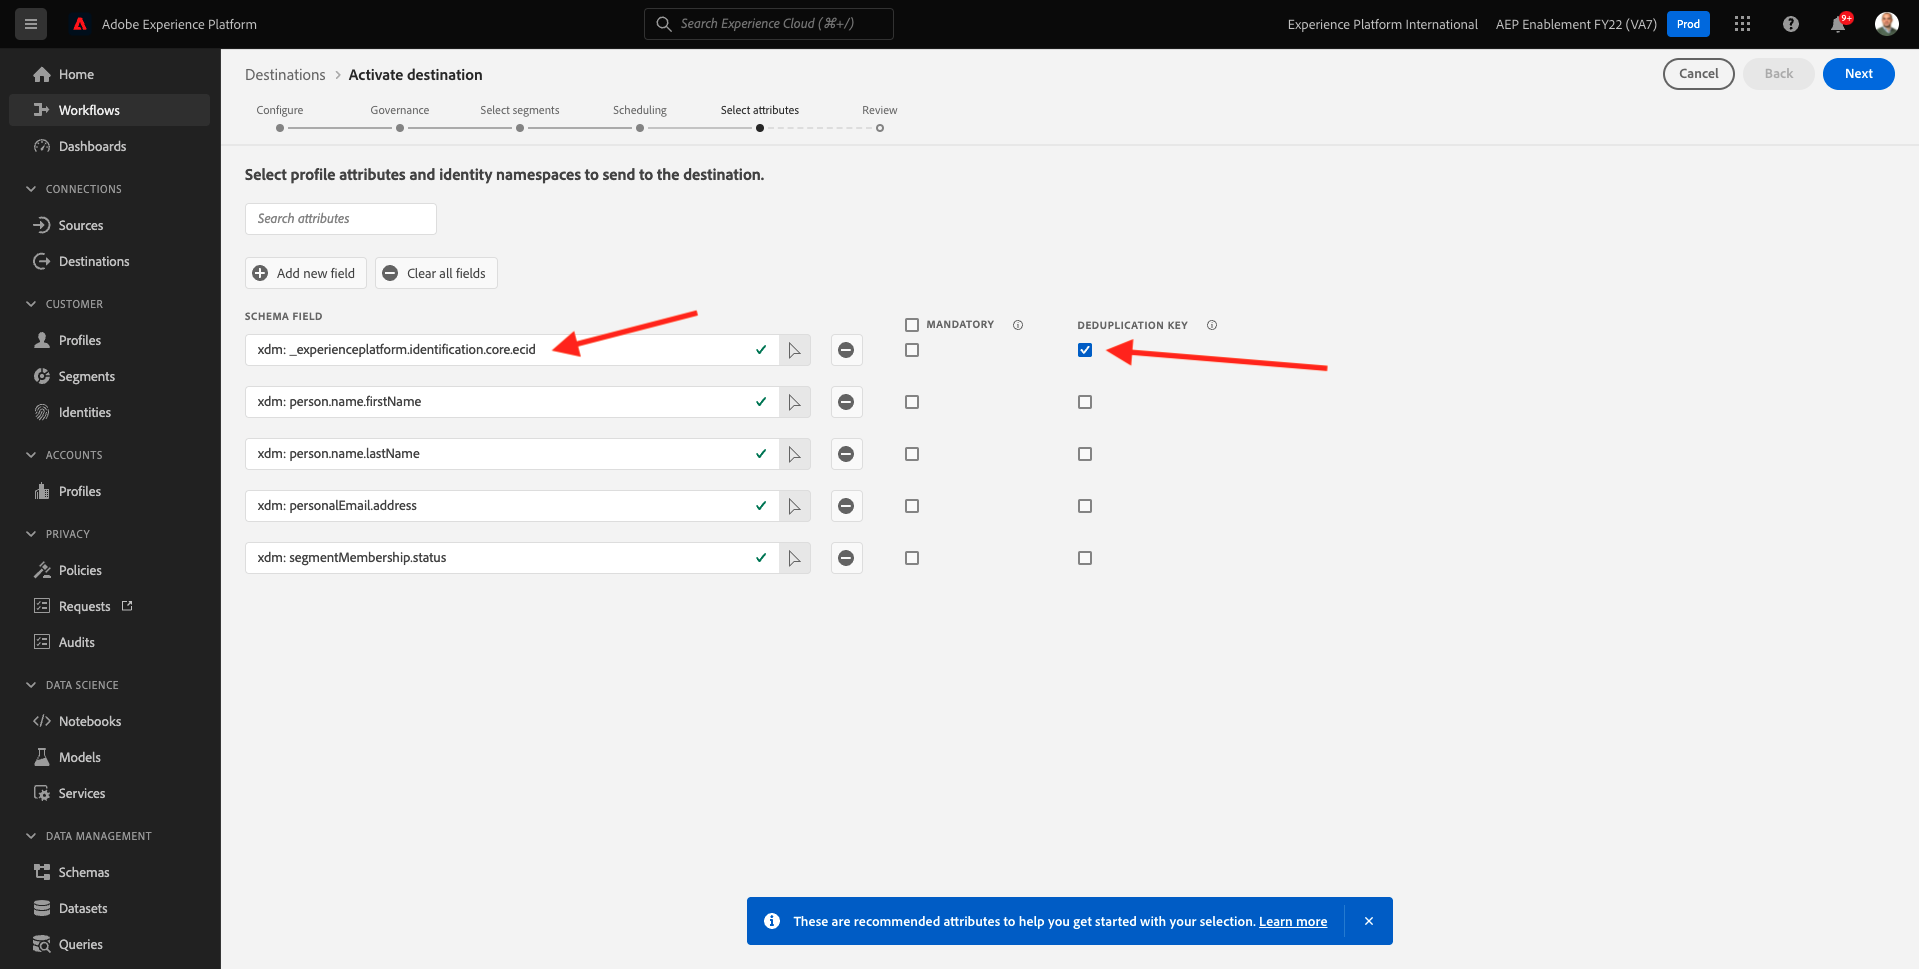 Adobe Experience Platform
Search Experience Cloud (⌘+/)
Experience Platform International
AEP Enablement FY22 (VA7)
Prod
9+
Home
Workflows
Dashboards
CONNECTIONS
Sources
Destinations
CUSTOMER
Profiles
Segments
Identities
ACCOUNTS
Profiles
PRIVACY
Policies
Requests
Audits
DATA SCIENCE
Notebooks
Models
Services
DATA MANAGEMENT
Schemas
Datasets
Queries
Destinations > Activate destination
Cancel
Back
Next
Configure
Governance
Select segments
Scheduling
Select attributes
Review
Select profile attributes and identity namespaces to send to the destination.
Search attributes
Add new field
Clear all fields
SCHEMA FIELD
MANDATORY
DEDUPLICATION KEY
xdm: _experienceplatform.identification.core.ecid
xdm: person.name.firstName
xdm: person.name.lastName
xdm: personalEmail.address
xdm: segmentMembership.status
These are recommended attributes to help you get started with your selection. Learn more